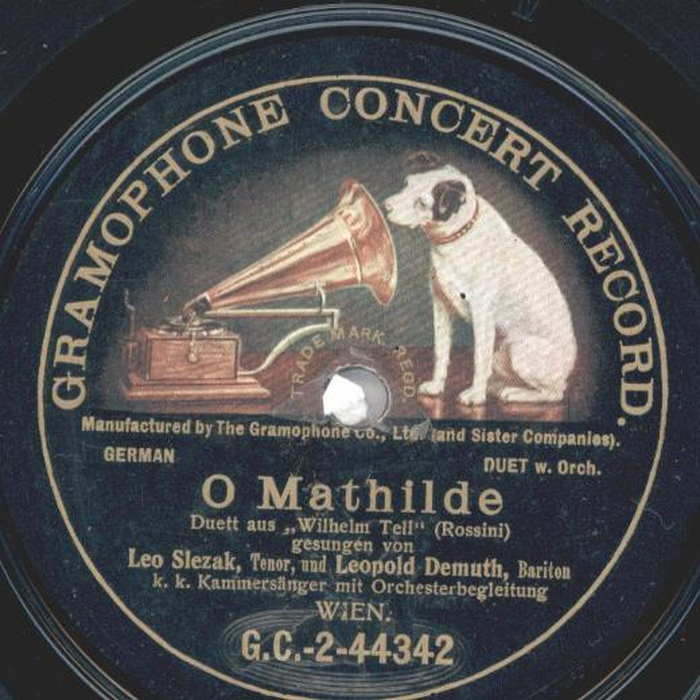 GRAMOPHONE CONCERT RECORD.
TRADE MARK. REGD.
Manufactured by The Gramophone Co., Ltd. (and Sister Companies).
GERMAN
DUET w. Orch.
O Mathilde
Duett aus „Wilhelm Tell“ (Rossini)
gesungen von
Leo Slezak, Tenor, und Leopold Demuth, Bariton
k. k. Kammersänger mit Orchesterbegleitung
WIEN.
G.C.-2-44342